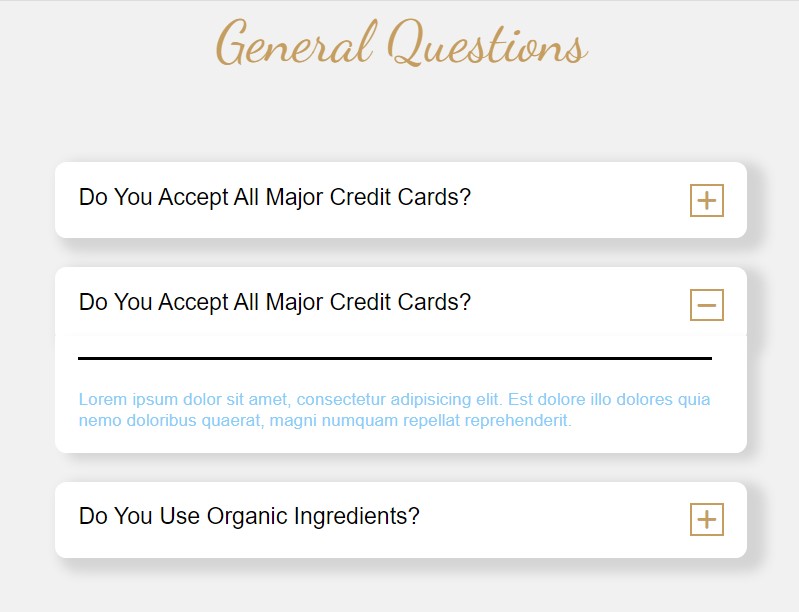 General Questions
Do You Accept All Major Credit Cards?
Do You Accept All Major Credit Cards?
Lorem ipsum dolor sit amet, consectetur adipisicing elit. Est dolore illo dolores quia
nemo doloribus quaerat, magni numquam repellat reprehenderit.
Do You Use Organic Ingredients?